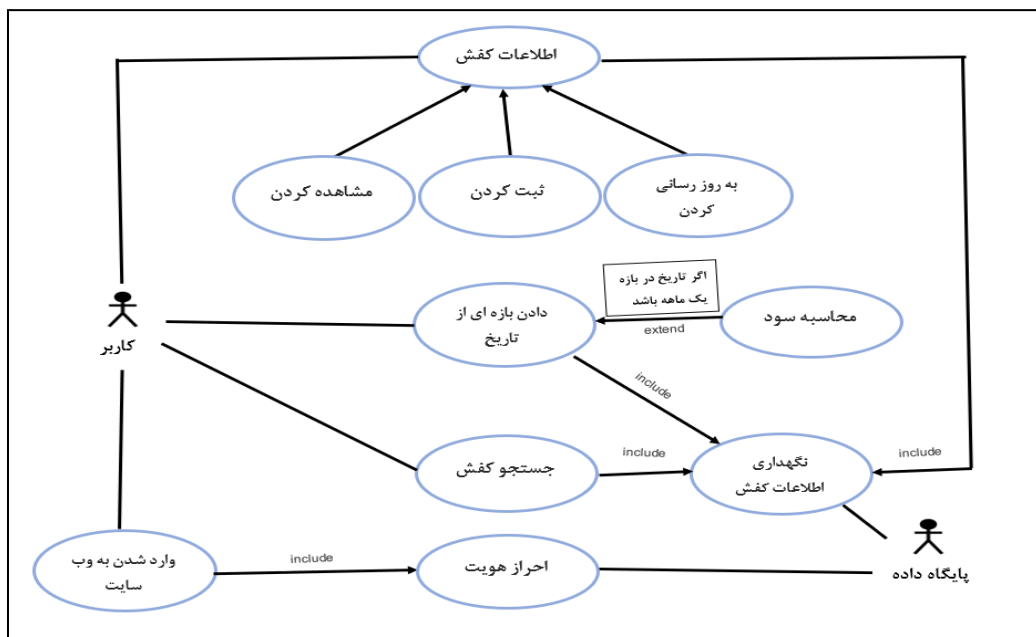 اطلاعات کفش
مشاهده کردن
ثبت کردن
به روز رسانی
کردن
اگر تاریخ در بازه
یک ماهه باشد
دادن بازه ای از
تاریخ
extend
محاسبه سود
کاربر
include
جستجو کفش
include
نگهداری
اطلاعات کفش
include
وارد شدن به وب
سایت
include
احراز هویت
پایگاه داده